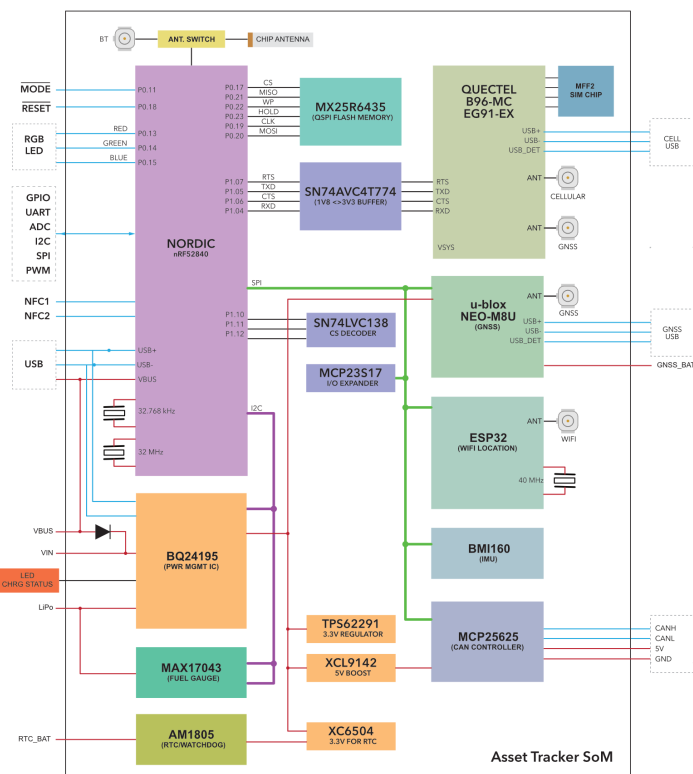 BT
ANT. SWITCH
CHIP ANTENNA
MODE
RESET
RGB
LED
RED
GREEN
BLUE
GPIO
UART
ADC
I2C
SPI
PWM
NFC1
NFC2
USB
P0.11
P0.18
P0.13
P0.14
P0.15
NORDIC
nRF52840
USB+
USB-
VBUS
32.768 kHz
32 MHz
P0.17
P0.21
P0.22
P0.23
P0.19
P0.20
CS
MISO
WP
HOLD
CLK
MOSI
MX25R6435
(QSPI FLASH MEMORY)
P1.07
P1.05
P1.06
P1.04
RTS
TXD
CTS
RXD
SN74AVC4T774
(1V8 <>3V3 BUFFER)
QUECTEL
B96-MC
EG91-EX
RTS
TXD
CTS
RXD
VSYS
USB+
USB-
USB_DET
ANT
ANT
MFF2
SIM CHIP
CELL
USB
CELLULAR
GNSS
SPI
P1.10
P1.11
P1.12
SN74LVC138
CS DECODER
MCP23S17
I/O EXPANDER
u-blox
NEO-M8U
(GNSS)
ANT
USB+
USB-
USB_DET
GNSS
GNSS
USB
GNSS_BAT
I2C
ESP32
(WIFI LOCATION)
ANT
WIFI
40 MHz
BMI160
(IMU)
VBUS
VIN
LED
CHRG STATUS
LiPo
BQ24195
(PWR MGMT IC)
TPS62291
3.3V REGULATOR
XCL9142
5V BOOST
MCP25625
(CAN CONTROLLER)
CANH
CANL
5V
GND
MAX17043
(FUEL GAUGE)
RTC_BAT
AM1805
(RTC/WATCHDOG)
XC6504
3.3V FOR RTC
Asset Tracker SoM